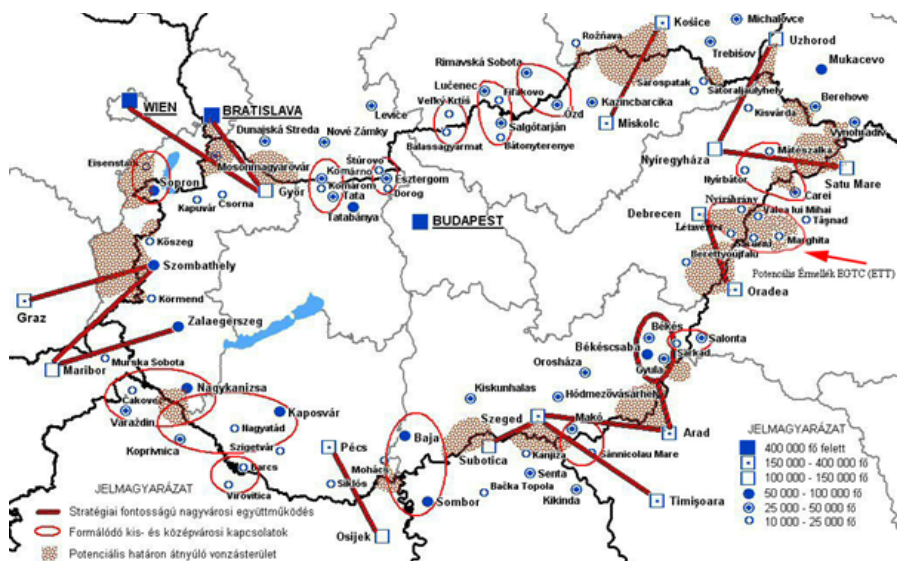 Košice
Michalovce
Rožňava
Uzhorod
Trebišov
Mukacevo
Rimavská Sobota
WIEN
BRATISLAVA
Lučenec
Fiľakovo
Sárospatak
Sátoraljaújhely
Levice
Veľký Krtíš
Kazincbarcika
Kisvárda
Berehove
Dunajská Streda
Nové Zámky
Ózd
Salgótarján
Miskolc
Vynohradiv
Balassagyarmat
Bátonyterenye
Eisenstadt
Mosonmagyaróvár
Štúrovo
Nyíregyháza
Mátészalka
Sopron
Komárno
Esztergom
Nyírbátor
Satu Mare
Győr
Komárom
Dorog
Carei
Kapuvár
Csorna
Tata
Tatabánya
BUDAPEST
Debrecen
Nyírábrány
Valea lui Mihai
Tăşnad
Létavértes
Marghita
Kőszeg
Berettyóújfalu
Szombathely
Potenciális Érmellék EGTC (ETT)
Graz
Körmend
Oradea
Zalaegerszeg
Békés
Salonta
Békéscsaba
Sarkad
Maribor
Murska Sobota
Orosháza
Gyula
Nagykanizsa
Kiskunhalas
Hódmezővásárhely
Čakovec
Kaposvár
Varaždin
Nagyatád
Szeged
Makó
Baja
Arad
Koprivnica
Szigetvár
Pécs
Subotica
Kanjiza
Sânnicolau Mare
Barcs
Mohács
Senta
Siklós
Bačka Topola
Virovitica
Sombor
Kikinda
Timişoara
Osijek
JELMAGYARÁZAT
Stratégiai fontosságú nagyvárosi együttműködés
Formálódó kis- és középvárosi kapcsolatok
Potenciális határon átnyúló vonzásterület
JELMAGYARÁZAT
400 000 fő felett
150 000 - 400 000 fő
100 000 - 150 000 fő
50 000 - 100 000 fő
25 000 - 50 000 fő
10 000 - 25 000 fő